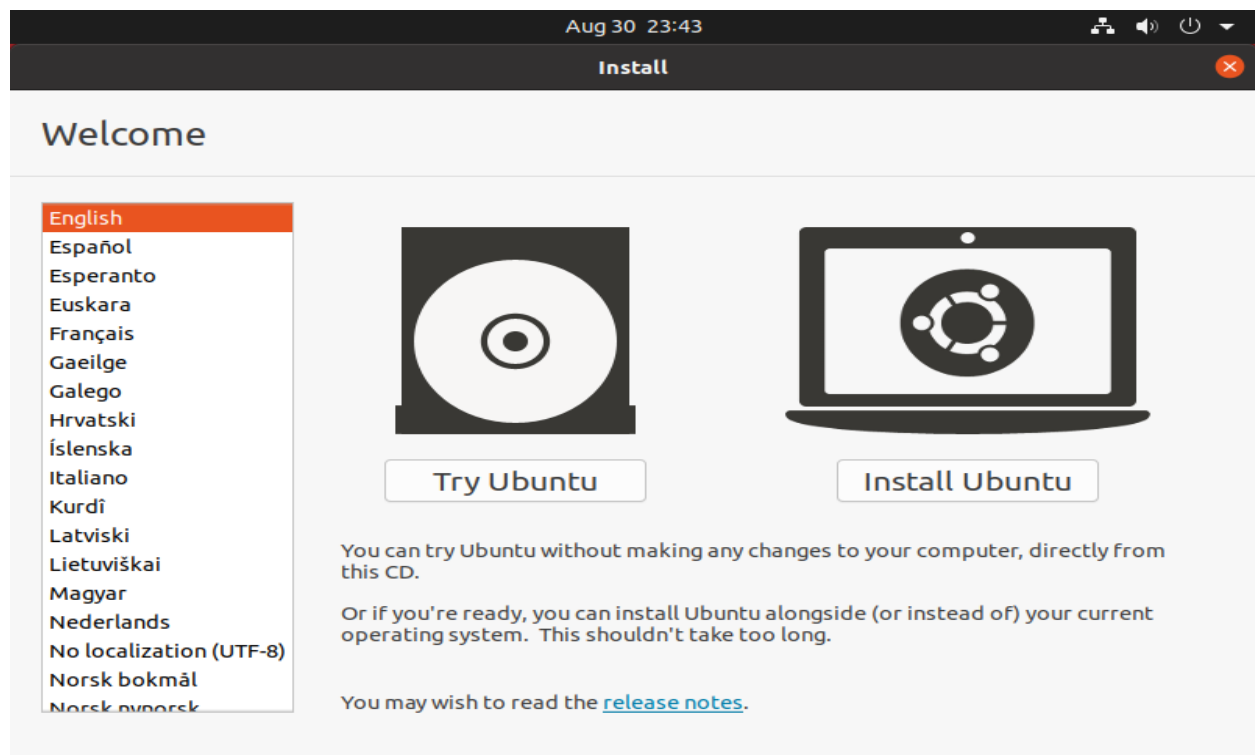 Aug 30  23:43
Install
Welcome
English
Español
Esperanto
Euskara
Français
Gaeilge
Galego
Hrvatski
Íslenska
Italiano
Kurdî
Latviski
Lietuviškai
Magyar
Nederlands
No localization (UTF-8)
Norsk bokmål
Norsk nynorsk
Try Ubuntu
Install Ubuntu
You can try Ubuntu without making any changes to your computer, directly from
this CD.
Or if you're ready, you can install Ubuntu alongside (or instead of) your current
operating system.  This shouldn't take too long.
You may wish to read the release notes.